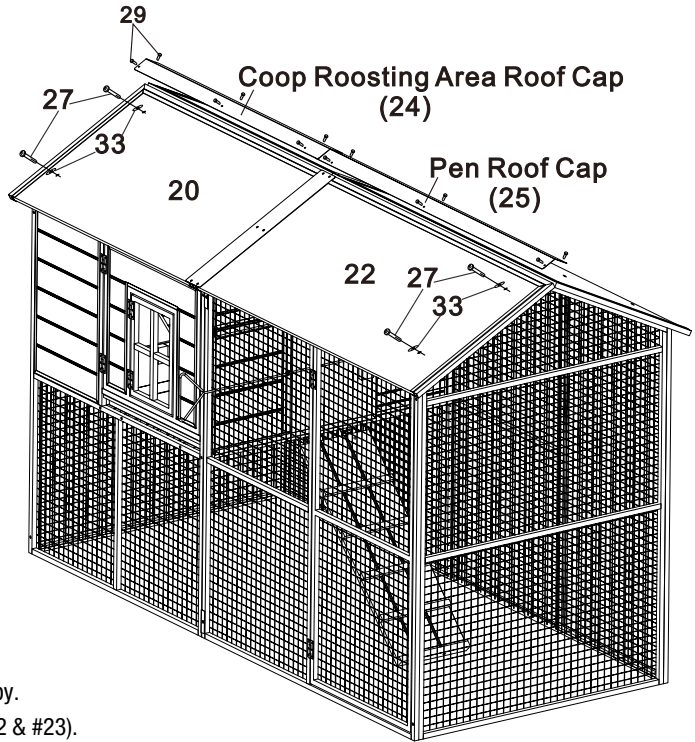 29
Coop Roosting Area Roof Cap
(24)
27
33
Pen Roof Cap
(25)
20
22
27
33
by.
2 & #23).